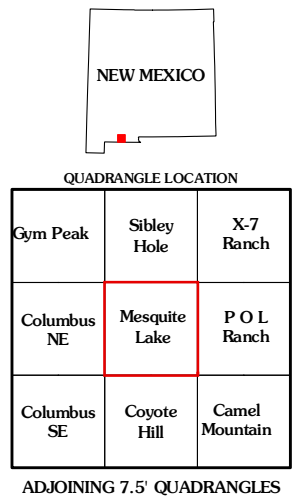 NEW MEXICO
QUADRANGLE LOCATION
Gym Peak
Sibley
Hole
X-7
Ranch
Columbus
NE
Mesquite
Lake
P O L
Ranch
Columbus
SE
Coyote
Hill
Camel
Mountain
ADJOINING 7.5' QUADRANGLES